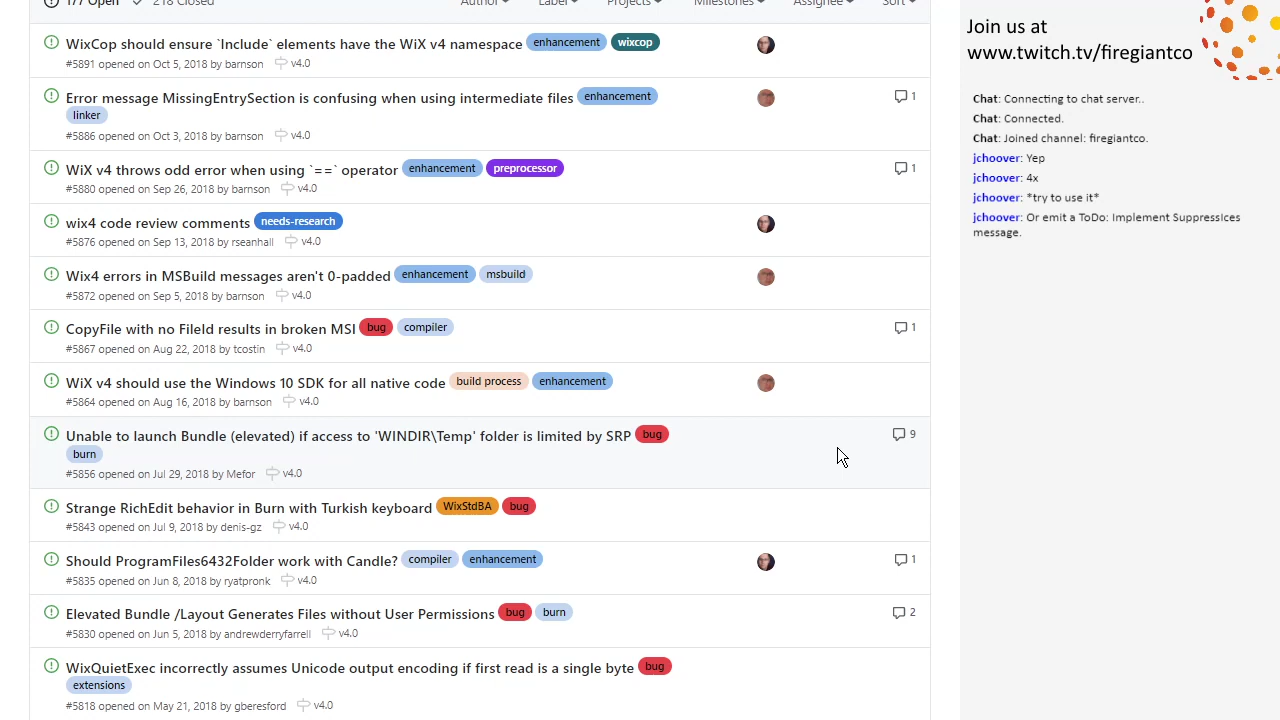 177 Open 218 Closed Author Label Projects Milestones Assignee Sort
WixCop should ensure `Include` elements have the WiX v4 namespace enhancement wixcop
#5891 opened on Oct 5, 2018 by barnson v4.0
Error message MissingEntrySection is confusing when using intermediate files enhancement 1
linker
#5886 opened on Oct 3, 2018 by barnson v4.0
WiX v4 throws odd error when using `==` operator enhancement preprocessor 1
#5880 opened on Sep 26, 2018 by barnson v4.0
wix4 code review comments needs-research
#5876 opened on Sep 13, 2018 by rseanhall v4.0
Wix4 errors in MSBuild messages aren't 0-padded enhancement msbuild
#5872 opened on Sep 5, 2018 by barnson v4.0
CopyFile with no FileId results in broken MSI bug compiler 1
#5867 opened on Aug 22, 2018 by tcostin v4.0
WiX v4 should use the Windows 10 SDK for all native code build process enhancement
#5864 opened on Aug 16, 2018 by barnson v4.0
Unable to launch Bundle (elevated) if access to 'WINDIR\Temp' folder is limited by SRP bug 9
burn
#5856 opened on Jul 29, 2018 by Mefor v4.0
Strange RichEdit behavior in Burn with Turkish keyboard WixStdBA bug
#5843 opened on Jul 9, 2018 by denis-gz v4.0
Should ProgramFiles6432Folder work with Candle? compiler enhancement 1
#5835 opened on Jun 8, 2018 by ryatpronk v4.0
Elevated Bundle /Layout Generates Files without User Permissions bug burn 2
#5830 opened on Jun 5, 2018 by andrewderryfarrell v4.0
WixQuietExec incorrectly assumes Unicode output encoding if first read is a single byte bug
extensions
#5818 opened on May 21, 2018 by gberesford v4.0
Join us at
www.twitch.tv/firegiantco
Chat: Connecting to chat server..
Chat: Connected.
Chat: Joined channel: firegiantco.
jchoover: Yep
jchoover: 4x
jchoover: *try to use it*
jchoover: Or emit a ToDo: Implement SuppressIces
message.